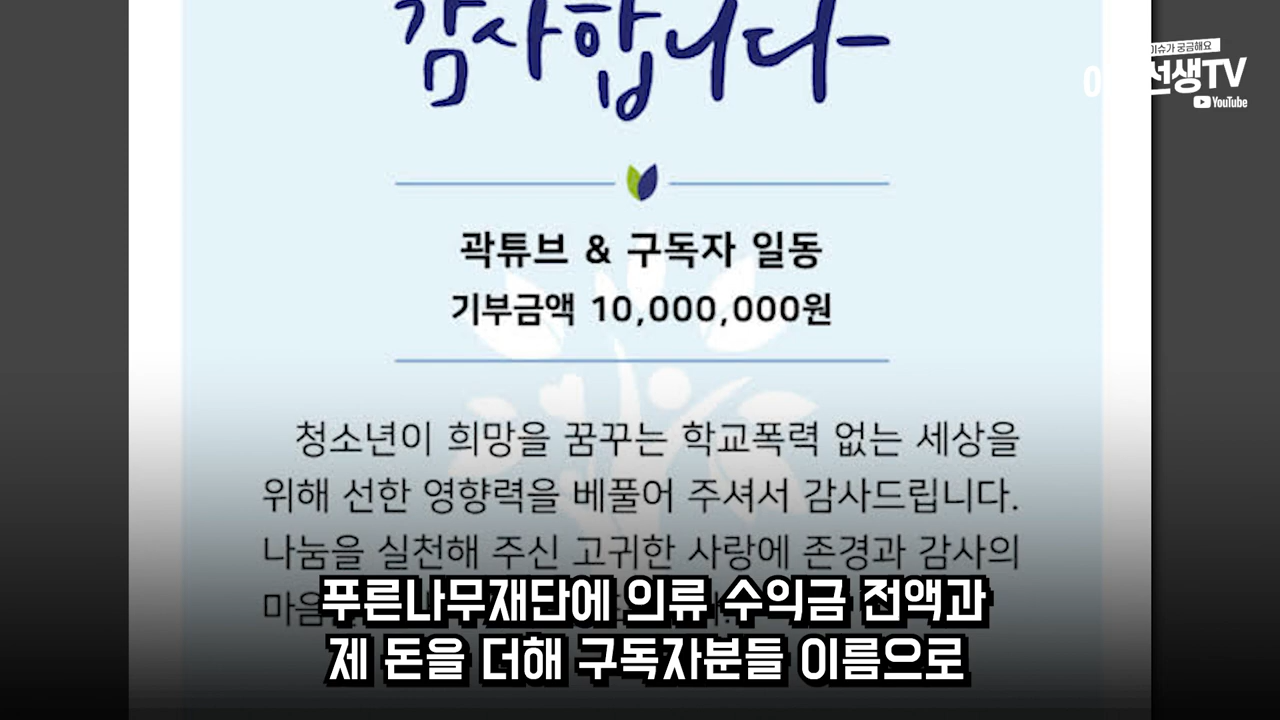 감사합니다
이슈가 궁금해요
선생TV
YouTube
곽튜브 & 구독자 일동
기부금액 10,000,000원
청소년이 희망을 꿈꾸는 학교폭력 없는 세상을
위해 선한 영향력을 베풀어 주셔서 감사드립니다.
나눔을 실천해 주신 고귀한 사랑에 존경과 감사의
푸른나무재단에 의류 수익금 전액과
제 돈을 더해 구독자분들 이름으로